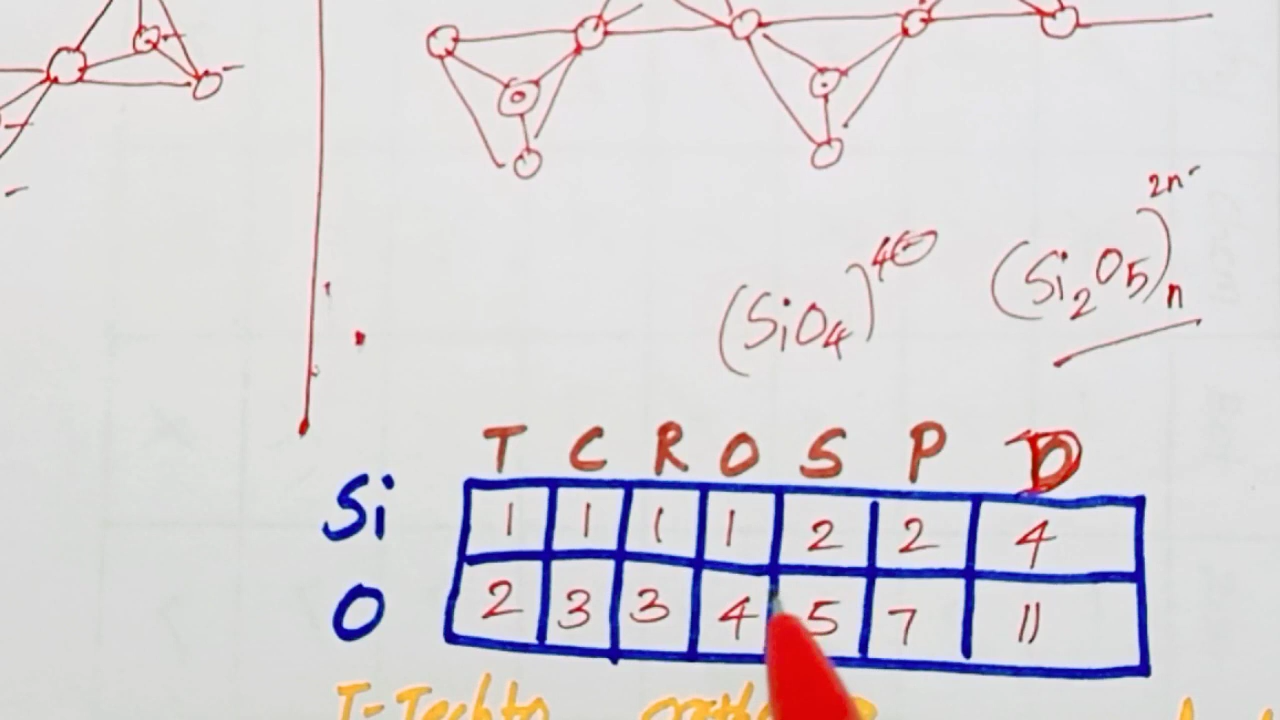 (SiO4)4⊖ (Si2O5)n 2n-
T C R O S P D
Si 1 1 1 1 2 2 4
O 2 3 3 4 5 7 11
T-Techto